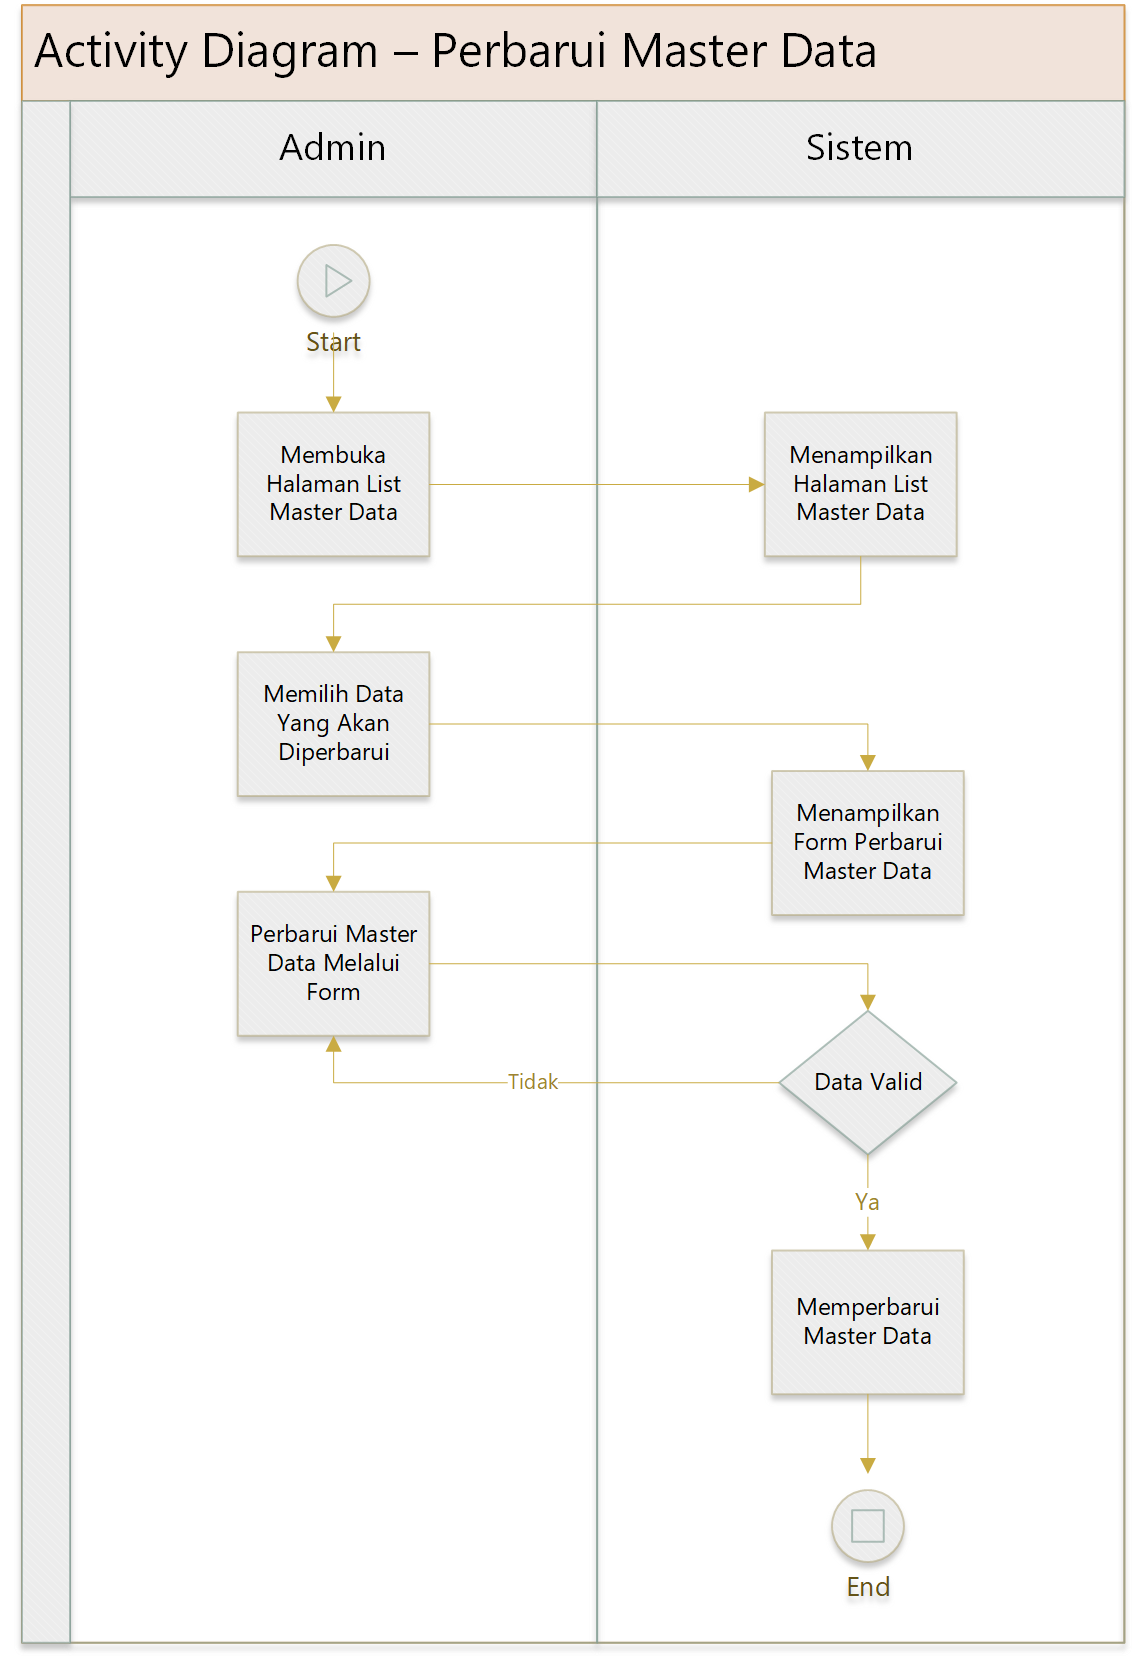 Activity Diagram – Perbarui Master Data
Admin
Sistem
Start
Membuka
Halaman List
Master Data
Menampilkan
Halaman List
Master Data
Memilih Data
Yang Akan
Diperbarui
Menampilkan
Form Perbarui
Master Data
Perbarui Master
Data Melalui
Form
Data Valid
Tidak
Ya
Memperbarui
Master Data
End